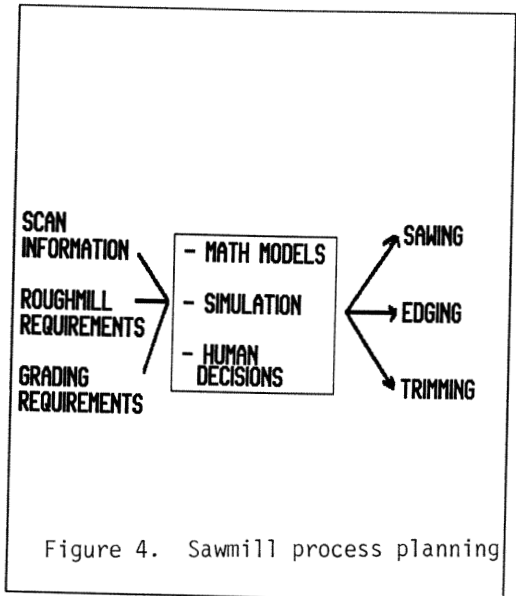 SCAN
INFORMATION
ROUGHMILL
REQUIREMENTS
GRADING
REQUIREMENTS
- MATH MODELS
- SIMULATION
- HUMAN
DECISIONS
SAWING
EDGING
TRIMMING
Figure 4. Sawmill process planning